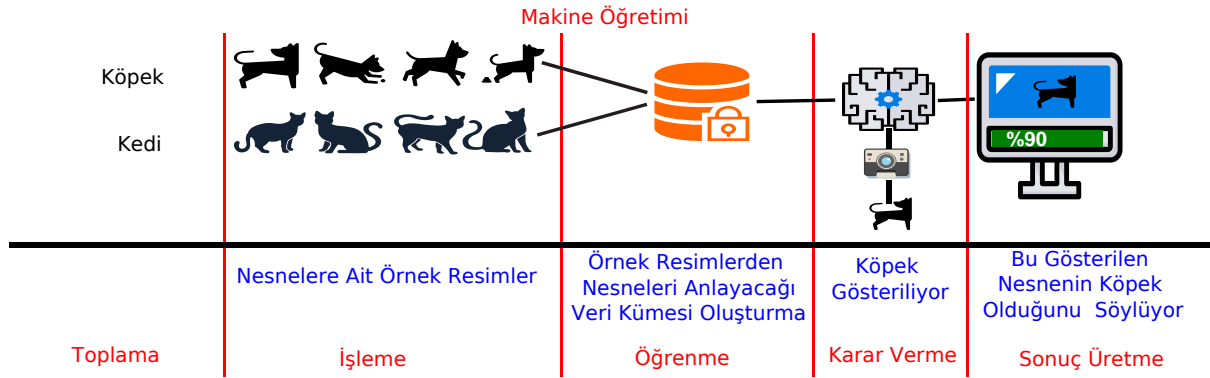 Makine Öğretimi
Köpek
Kedi
%90
Nesnelere Ait Örnek Resimler
Örnek Resimlerden
Nesneleri Anlayacağı
Veri Kümesi Oluşturma
Köpek
Gösteriliyor
Bu Gösterilen
Nesnenin Köpek
Olduğunu Söylüyor
Toplama
İşleme
Öğrenme
Karar Verme
Sonuç Üretme